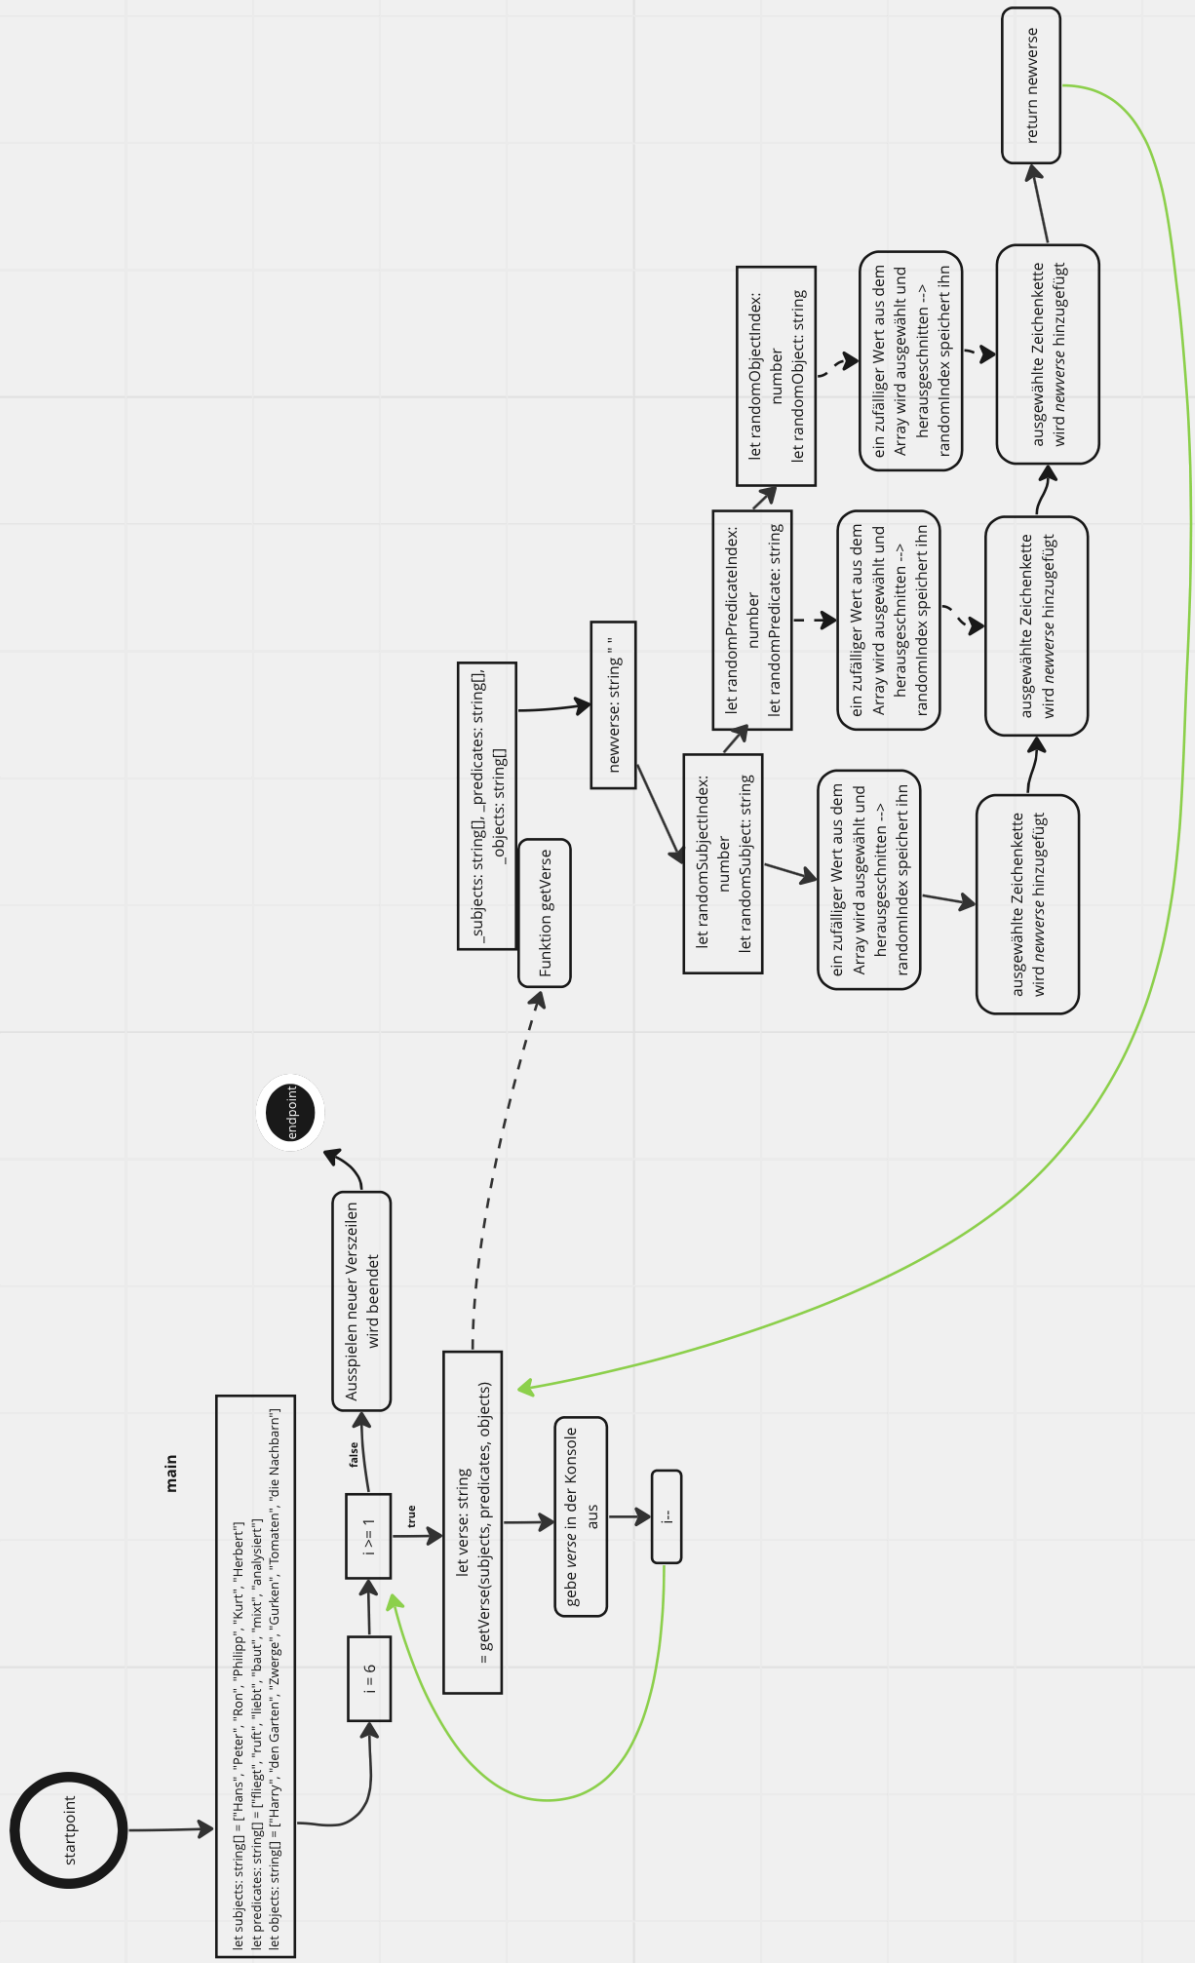 startpoint
main
let subjects: string[] = ["Hans", "Peter", "Ron", "Philipp", "Kurt", "Herbert"]
let predicates: string[] = ["fliegt", "ruft", "liebt", "baut", "mixt", "analysiert"]
let objects: string[] = ["Harry", "den Garten", "Zwerge", "Gurken", "Tomaten", "die Nachbarn"]
i = 6
i >= 1
false
Ausspielen neuer Verszeilen
wird beendet
endpoint
true
let verse: string
= getVerse(subjects, predicates, objects)
gebe verse in der Konsole
aus
i--
_subjects: string[], _predicates: string[],
_objects: string[]
Funktion getVerse
newverse: string " "
let randomSubjectIndex:
number
let randomSubject: string
ein zufälliger Wert aus dem
Array wird ausgewählt und
herausgeschnitten -->
randomIndex speichert ihn
ausgewählte Zeichenkette
wird newverse hinzugefügt
let randomPredicateIndex:
number
let randomPredicate: string
ein zufälliger Wert aus dem
Array wird ausgewählt und
herausgeschnitten -->
randomIndex speichert ihn
ausgewählte Zeichenkette
wird newverse hinzugefügt
let randomObjectIndex:
number
let randomObject: string
ein zufälliger Wert aus dem
Array wird ausgewählt und
herausgeschnitten -->
randomIndex speichert ihn
ausgewählte Zeichenkette
wird newverse hinzugefügt
return newverse